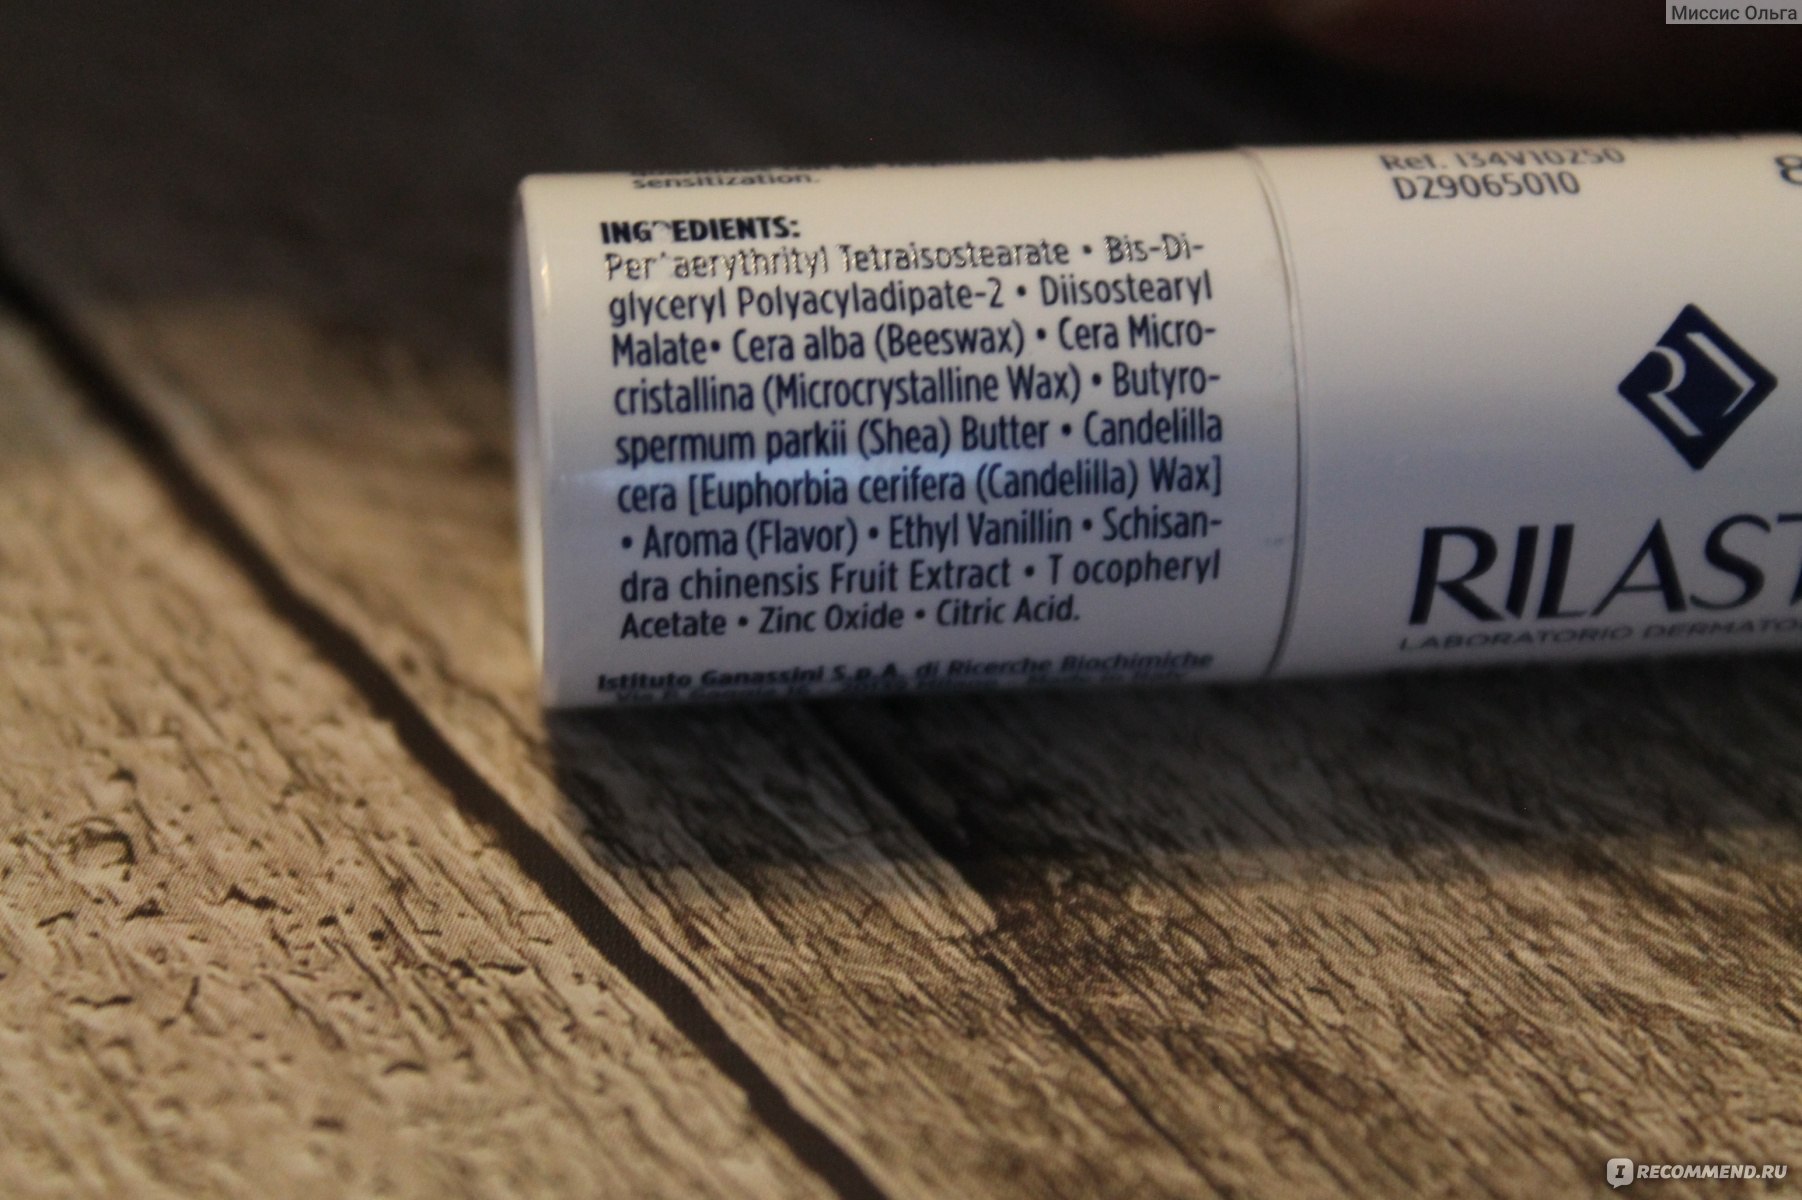 Миссис Ольга
sensitization.
INGREDIENTS:
Pentaerythrityl Tetraisostearate • Bis-Di-
glyceryl Polyacyladipate-2 • Diisostearyl
Malate• Cera alba (Beeswax) • Cera Micro-
cristallina (Microcrystalline Wax) • Butyro-
spermum parkii (Shea) Butter • Candelilla
cera [Euphorbia cerifera (Candelilla) Wax]
• Aroma (Flavor) • Ethyl Vanillin • Schisan-
dra chinensis Fruit Extract • T ocopheryl
Acetate • Zinc Oxide • Citric Acid.
Istituto Ganassini S.p.A. di Ricerche Biochimiche
Ref. 134V10250
D29065010
8
RILAST
LABORATORIO DERMATO
IRECOMMEND.RU